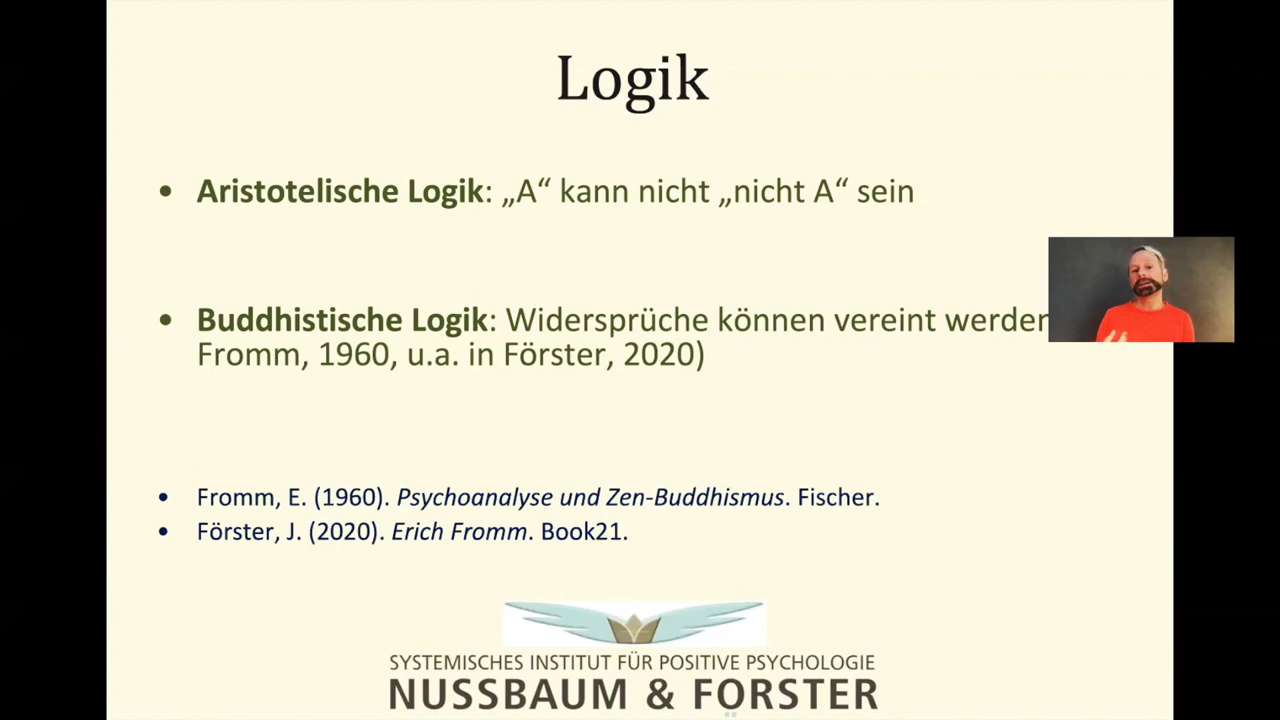 Logik
• Aristotelische Logik: „A“ kann nicht „nicht A“ sein
• Buddhistische Logik: Widersprüche können vereint werden
Fromm, 1960, u.a. in Förster, 2020)
• Fromm, E. (1960). Psychoanalyse und Zen-Buddhismus. Fischer.
• Förster, J. (2020). Erich Fromm. Book21.
SYSTEMISCHES INSTITUT FÜR POSITIVE PSYCHOLOGIE
NUSSBAUM & FÖRSTER